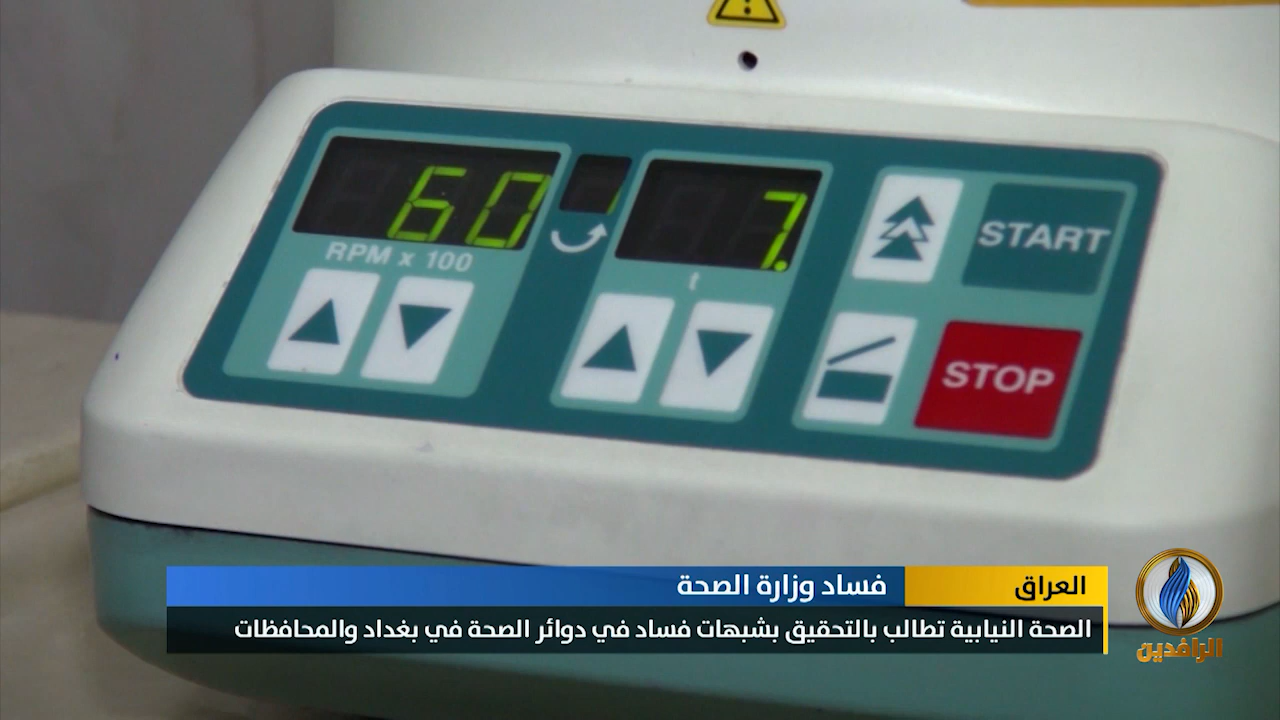 60
7.
RPM x 100
t
START
STOP
العراق
فساد وزارة الصحة
الصحة النيابية تطالب بالتحقيق بشبهات فساد في دوائر الصحة في بغداد والمحافظات
الرافدين